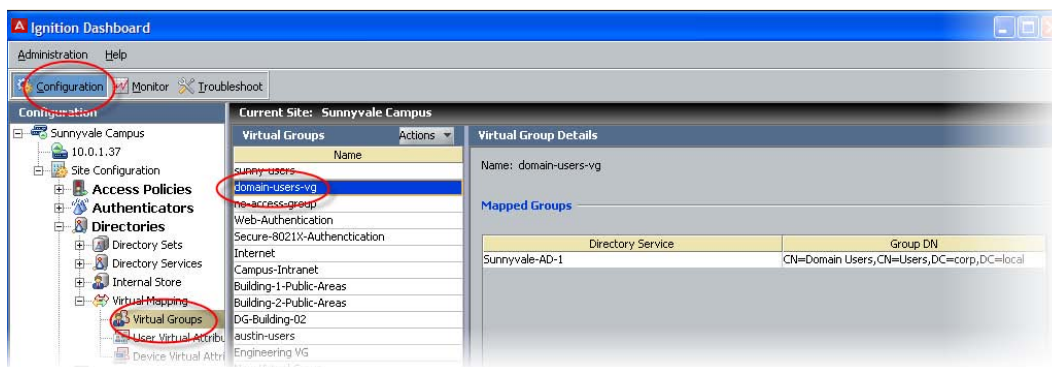 Ignition Dashboard
Administration Help
Configuration Monitor Troubleshoot
Configuration
Current Site: Sunnyvale Campus
Sunnyvale Campus
10.0.1.37
Site Configuration
Access Policies
Authenticators
Directories
Directory Sets
Directory Services
Internal Store
Virtual Mapping
Virtual Groups
User Virtual Attribu
Device Virtual Attri
Virtual Groups
Actions
Name
sunny-users
domain-users-vg
no-access-group
Web-Authentication
Secure-8021X-Authenctication
Internet
Campus-Intranet
Building-1-Public-Areas
Building-2-Public-Areas
DG-Building-02
austin-users
Engineering VG
Virtual Group Details
Name: domain-users-vg
Mapped Groups
Directory Service Group DN
Sunnyvale-AD-1 CN=Domain Users,CN=Users,DC=corp,DC=local